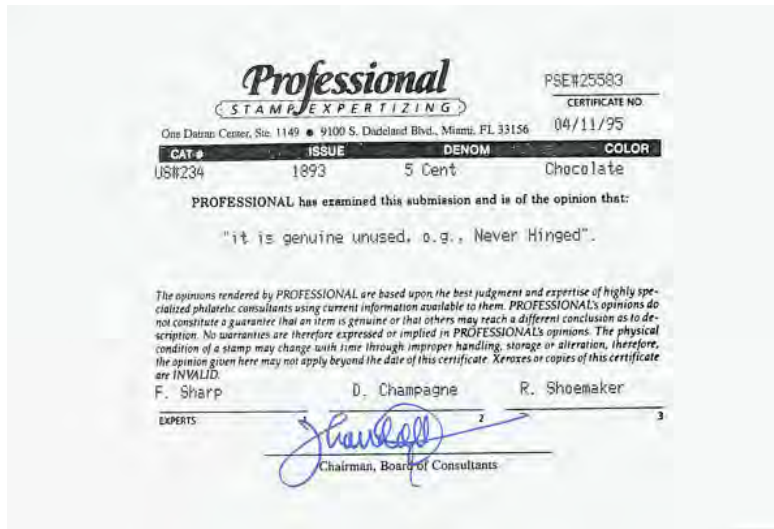 Professional
STAMP EXPERTIZING
PSE#25583
CERTIFICATE NO.
One Datran Center, Ste. 1149 ● 9100 S. Dadeland Blvd., Miami, FL 33156
04/11/95
CAT-# ISSUE DENOM COLOR
US#234 1893 5 Cent Chocolate
PROFESSIONAL has examined this submission and is of the opinion that:
"it is genuine unused, o.g., Never Hinged".
The opinions rendered by PROFESSIONAL are based upon the best judgment and expertise of highly spe-
cialized philatelic consultants using current information available to them. PROFESSIONAL's opinions do
not constitute a guarantee that an item is genuine or that others may reach a different conclusion as to de-
scription. No warranties are therefore expressed or implied in PROFESSIONAL's opinions. The physical
condition of a stamp may change with time through improper handling, storage or alteration, therefore,
the opinion given here may not apply beyond the date of this certificate. Xeroxes or copies of this certificate
are INVALID.
F. Sharp D. Champagne R. Shoemaker
EXPERTS 2 3
Chairman, Board of Consultants